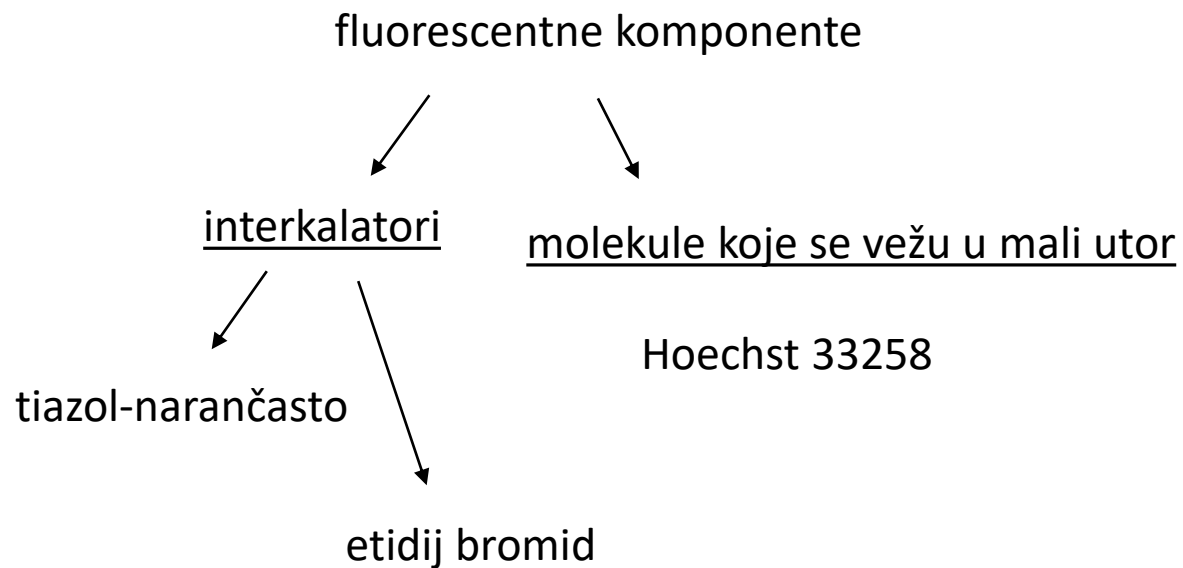 fluorescentne komponente
interkalatori
molekule koje se vežu u mali utor
Hoechst 33258
tiazol-narančasto
etidij bromid